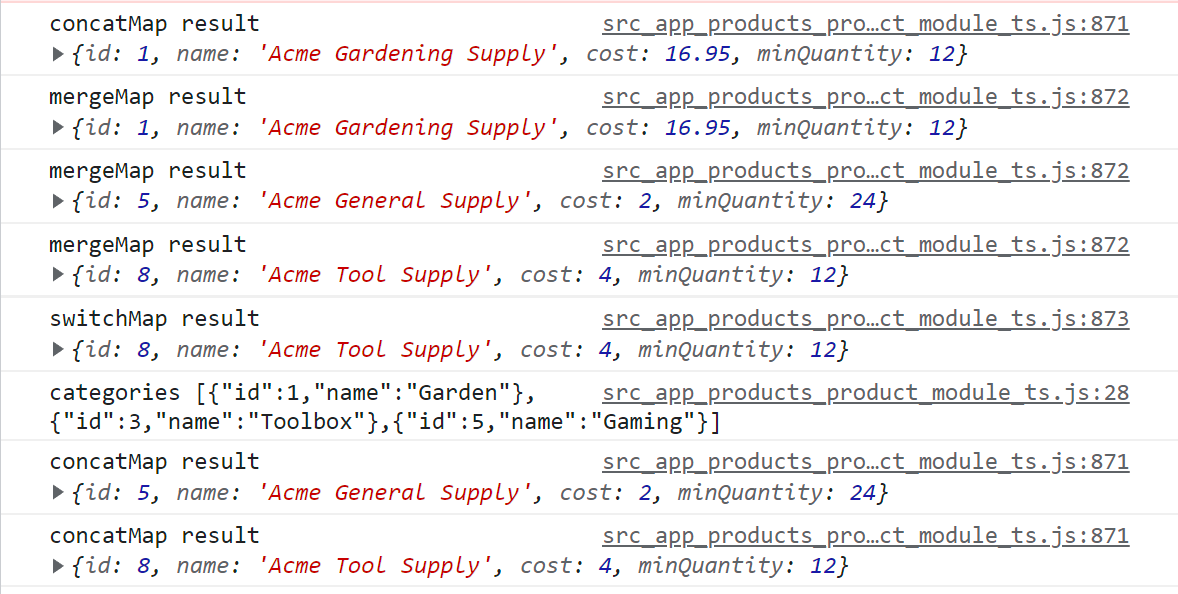 concatMap result src_app_products_pro…ct_module_ts.js:871
{id: 1, name: 'Acme Gardening Supply', cost: 16.95, minQuantity: 12}
mergeMap result src_app_products_pro…ct_module_ts.js:872
{id: 1, name: 'Acme Gardening Supply', cost: 16.95, minQuantity: 12}
mergeMap result src_app_products_pro…ct_module_ts.js:872
{id: 5, name: 'Acme General Supply', cost: 2, minQuantity: 24}
mergeMap result src_app_products_pro…ct_module_ts.js:872
{id: 8, name: 'Acme Tool Supply', cost: 4, minQuantity: 12}
switchMap result src_app_products_pro…ct_module_ts.js:873
{id: 8, name: 'Acme Tool Supply', cost: 4, minQuantity: 12}
categories [{"id":1,"name":"Garden"}, src_app_products_product_module_ts.js:28
{"id":3,"name":"Toolbox"},{"id":5,"name":"Gaming"}]
concatMap result src_app_products_pro…ct_module_ts.js:871
{id: 5, name: 'Acme General Supply', cost: 2, minQuantity: 24}
concatMap result src_app_products_pro…ct_module_ts.js:871
{id: 8, name: 'Acme Tool Supply', cost: 4, minQuantity: 12}